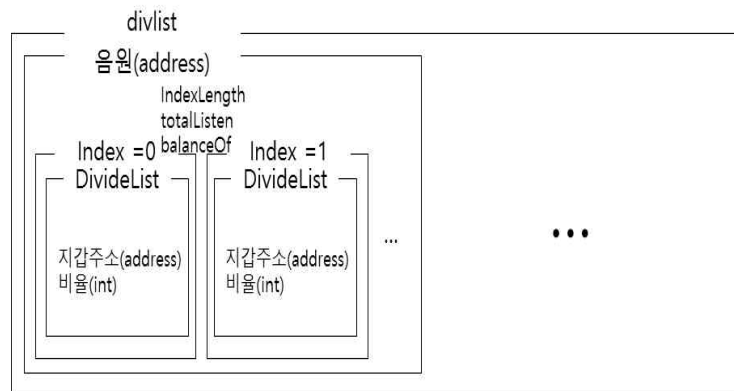 divlist
음원(address)
IndexLength
totalListen
balanceOf
Index =0
Index =1
DivideList
DivideList
지갑주소(address)
비율(int)
지갑주소(address)
비율(int)
...
•••